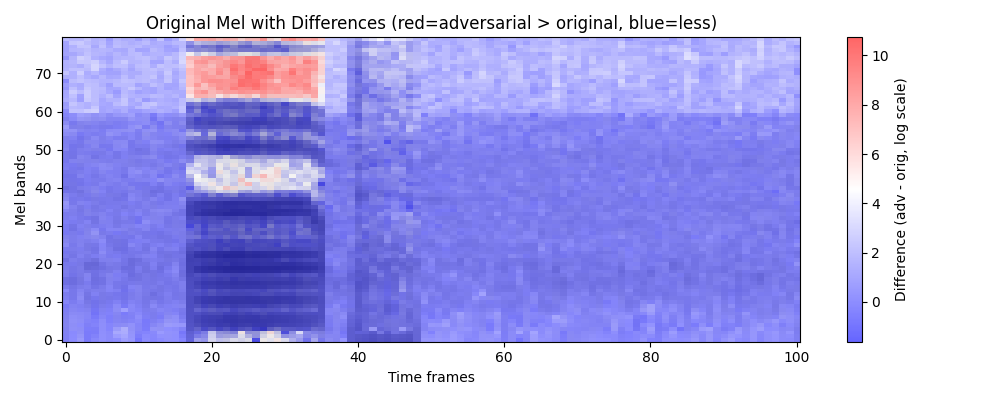 Original Mel with Differences (red=adversarial > original, blue=less)
Mel bands
70
60
50
40
30
20
10
0
0 20 40 60 80 100
Time frames
10
8
6
4
2
0
Difference (adv - orig, log scale)